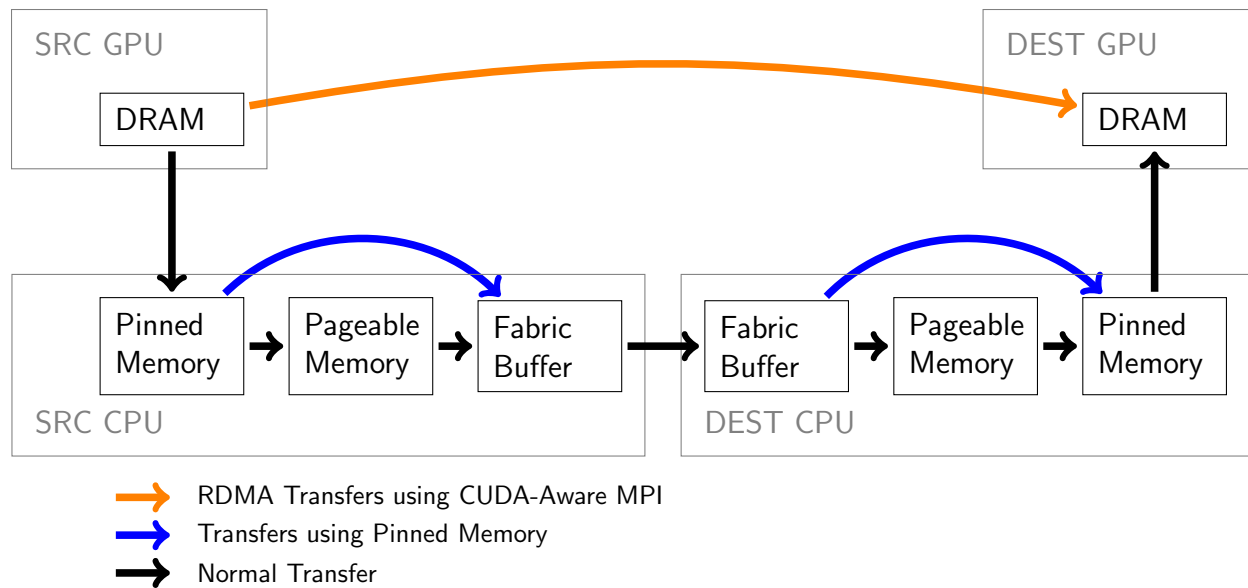 SRC GPU
DEST GPU
DRAM
DRAM
Pinned
Memory
Pageable
Memory
Fabric
Buffer
Fabric
Buffer
Pageable
Memory
Pinned
Memory
SRC CPU
DEST CPU
RDMA Transfers using CUDA-Aware MPI
Transfers using Pinned Memory
Normal Transfer